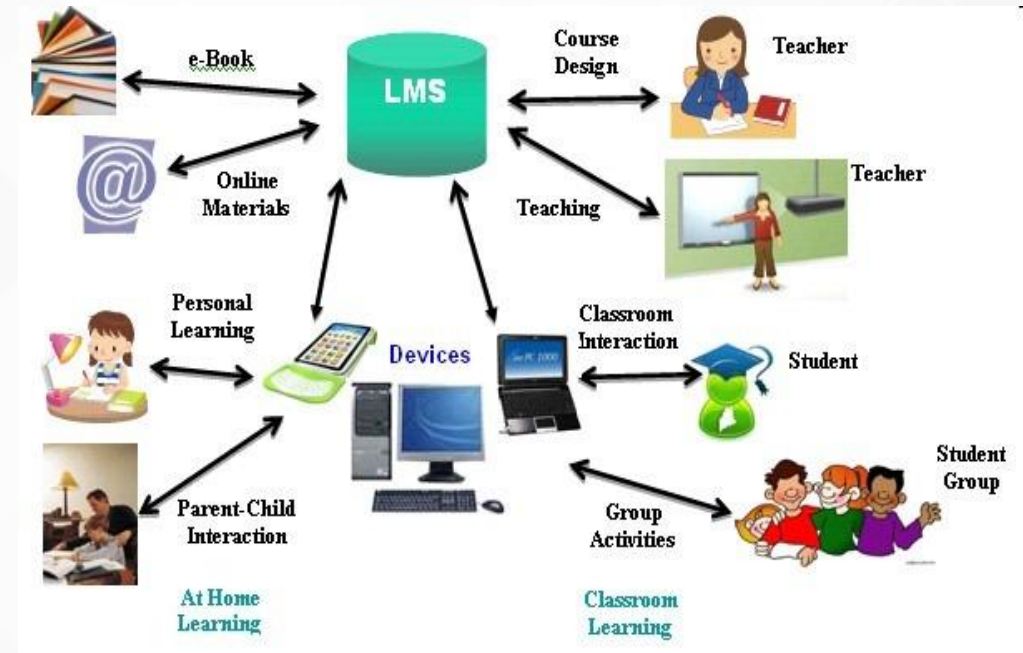 e-Book
LMS
Course
Design
Teacher
Online
Materials
Teaching
Teacher
Personal
Learning
Devices
Classroom
Interaction
Student
Parent-Child
Interaction
Group
Activities
Student
Group
At Home
Learning
Classroom
Learning